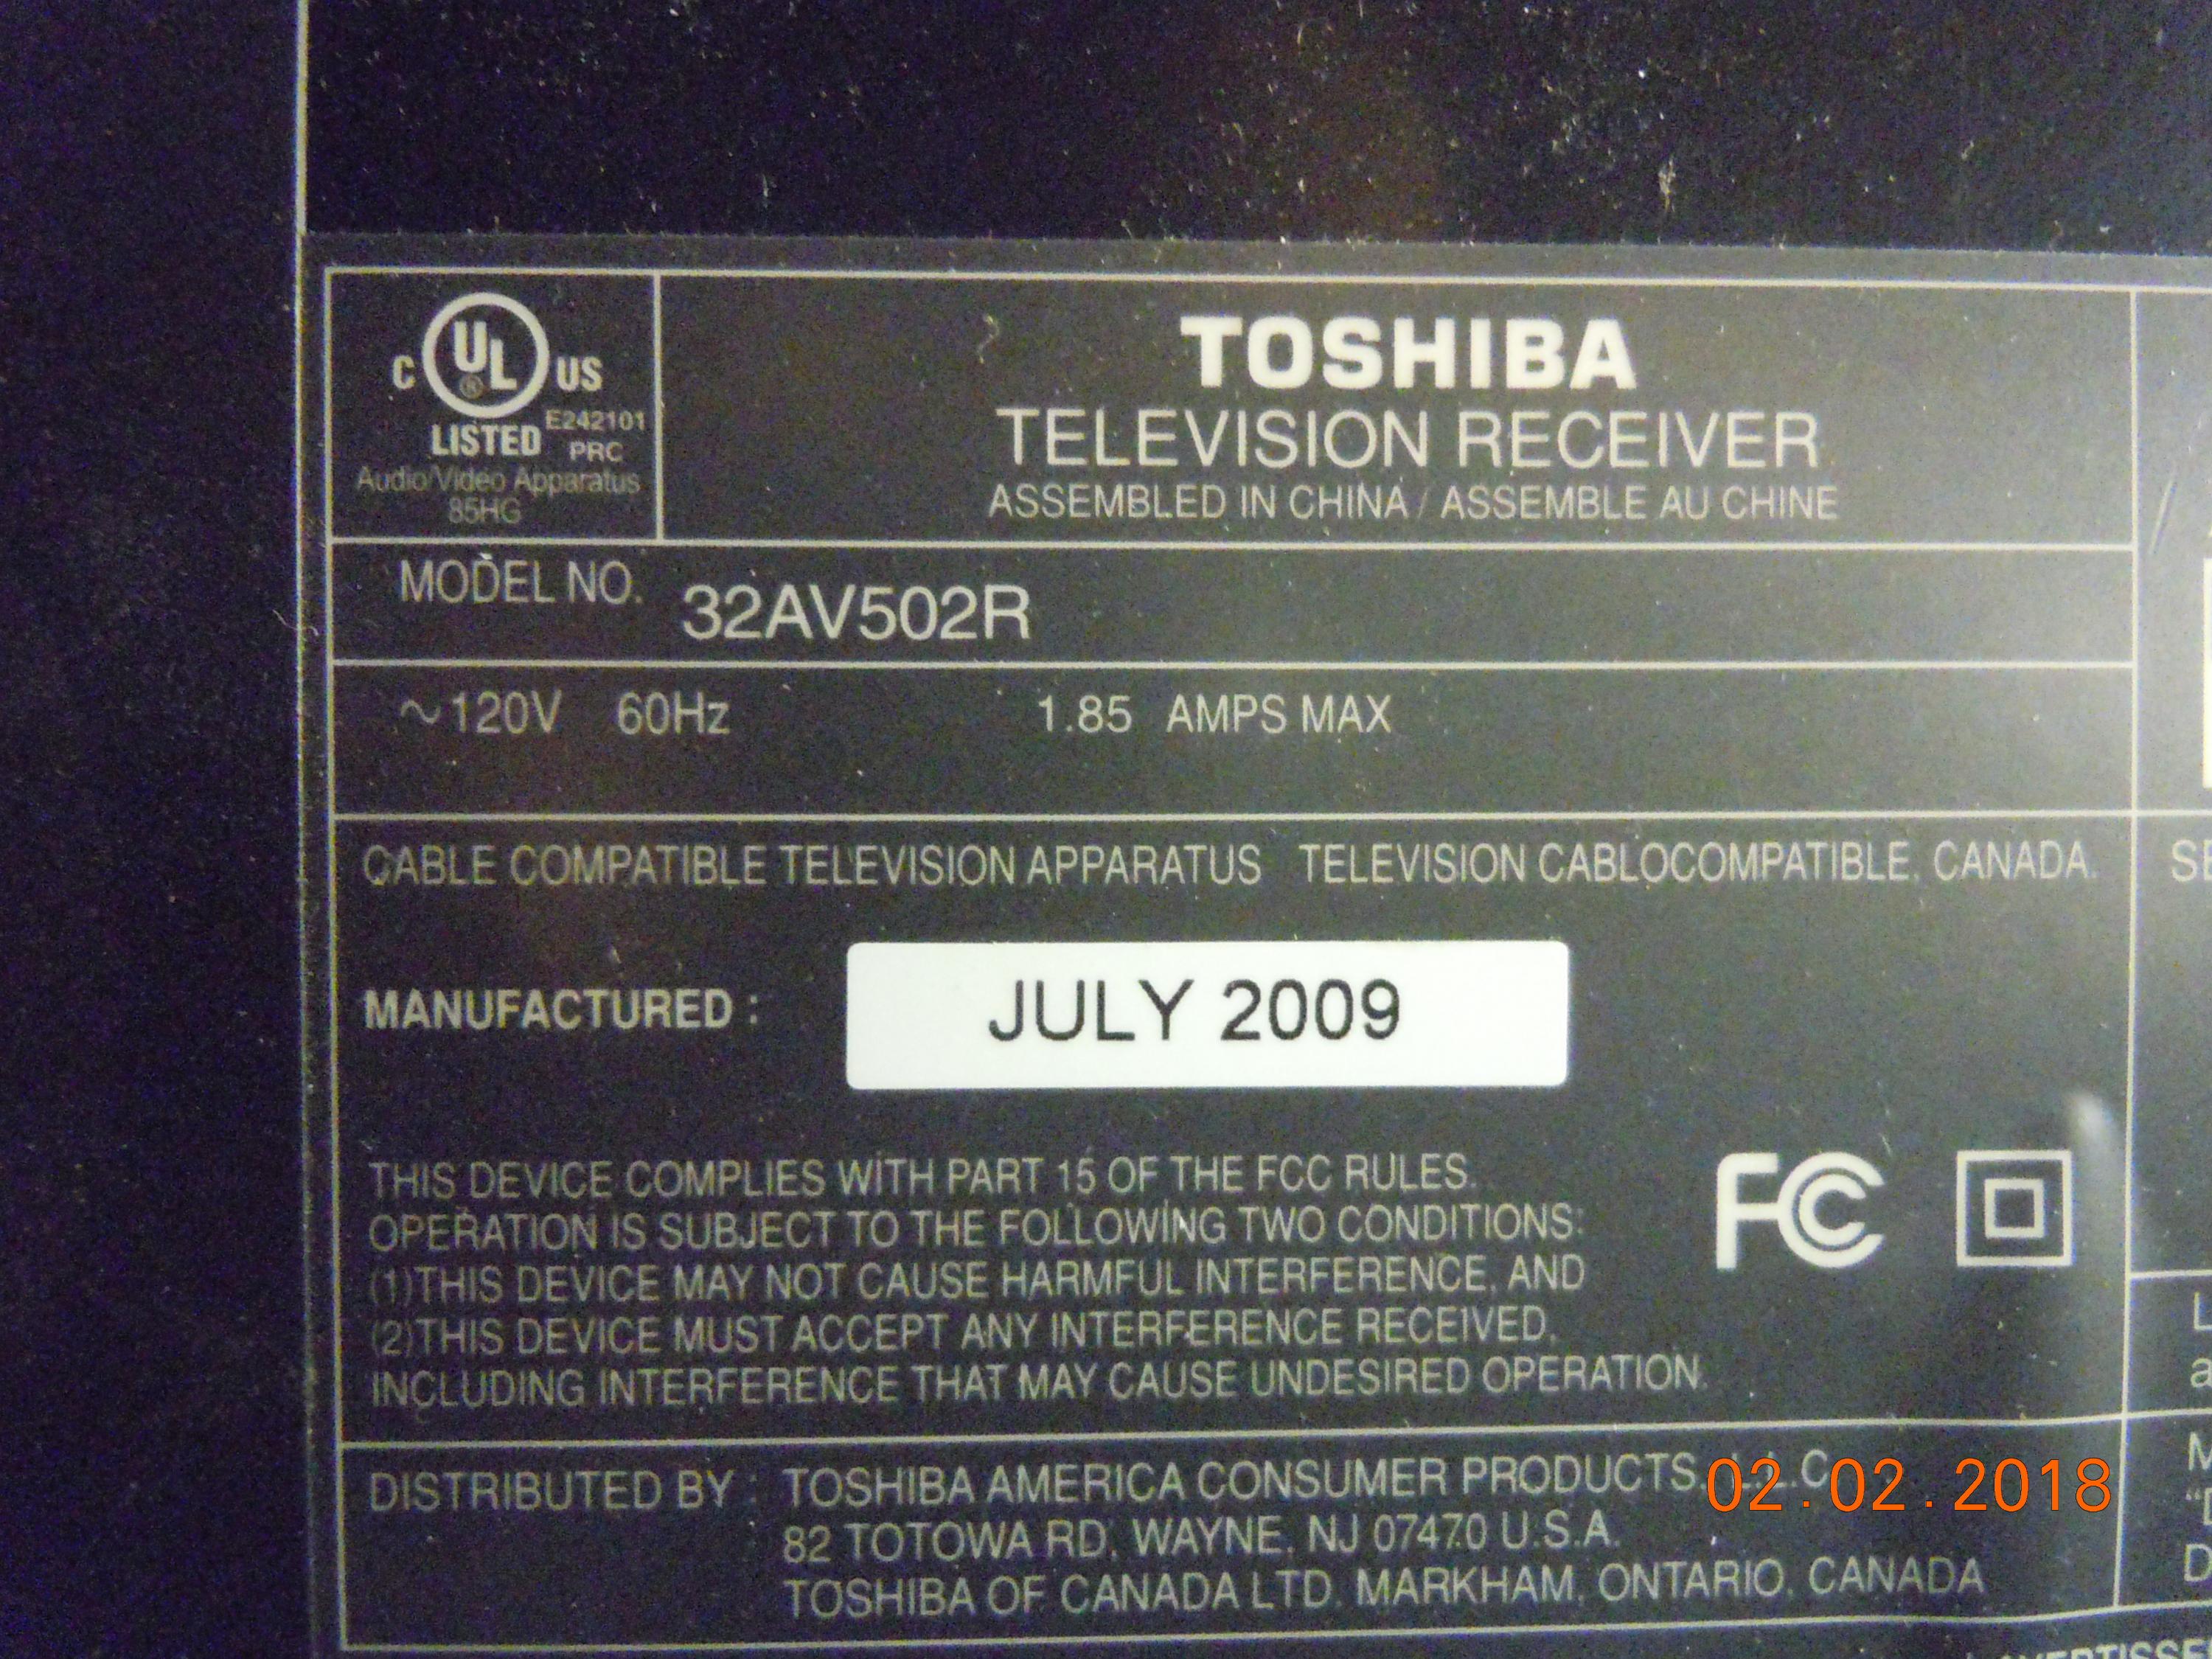 C UL US
®
LISTED E242101
PRC
Audio/Video Apparatus
85HG
TOSHIBA
TELEVISION RECEIVER
ASSEMBLED IN CHINA / ASSEMBLE AU CHINE
MODEL NO. 32AV502R
~120V 60Hz 1.85 AMPS MAX
CABLE COMPATIBLE TELEVISION APPARATUS TELEVISION CABLOCOMPATIBLE, CANADA.
MANUFACTURED : JULY 2009
THIS DEVICE COMPLIES WITH PART 15 OF THE FCC RULES.
OPERATION IS SUBJECT TO THE FOLLOWING TWO CONDITIONS:
(1)THIS DEVICE MAY NOT CAUSE HARMFUL INTERFERENCE, AND
(2)THIS DEVICE MUST ACCEPT ANY INTERFERENCE RECEIVED,
INCLUDING INTERFERENCE THAT MAY CAUSE UNDESIRED OPERATION.
FC
DISTRIBUTED BY : TOSHIBA AMERICA CONSUMER PRODUCTS, L.L.C.
82 TOTOWA RD. WAYNE, NJ 07470 U.S.A.
TOSHIBA OF CANADA LTD. MARKHAM, ONTARIO, CANADA
02.02.2018